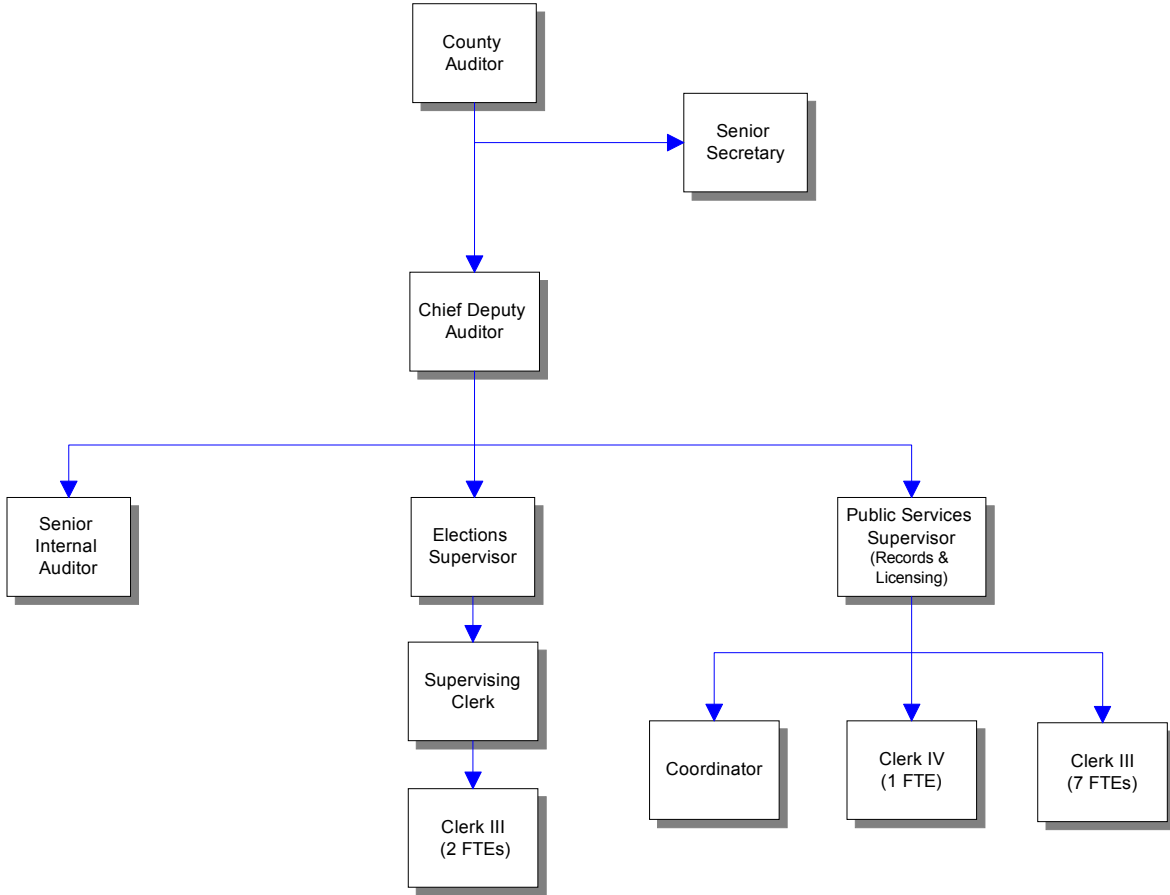 County
Auditor
Senior
Secretary
Chief Deputy
Auditor
Senior
Internal
Auditor
Elections
Supervisor
Public Services
Supervisor
(Records &
Licensing)
Supervising
Clerk
Coordinator
Clerk IV
(1 FTE)
Clerk III
(7 FTEs)
Clerk III
(2 FTEs)